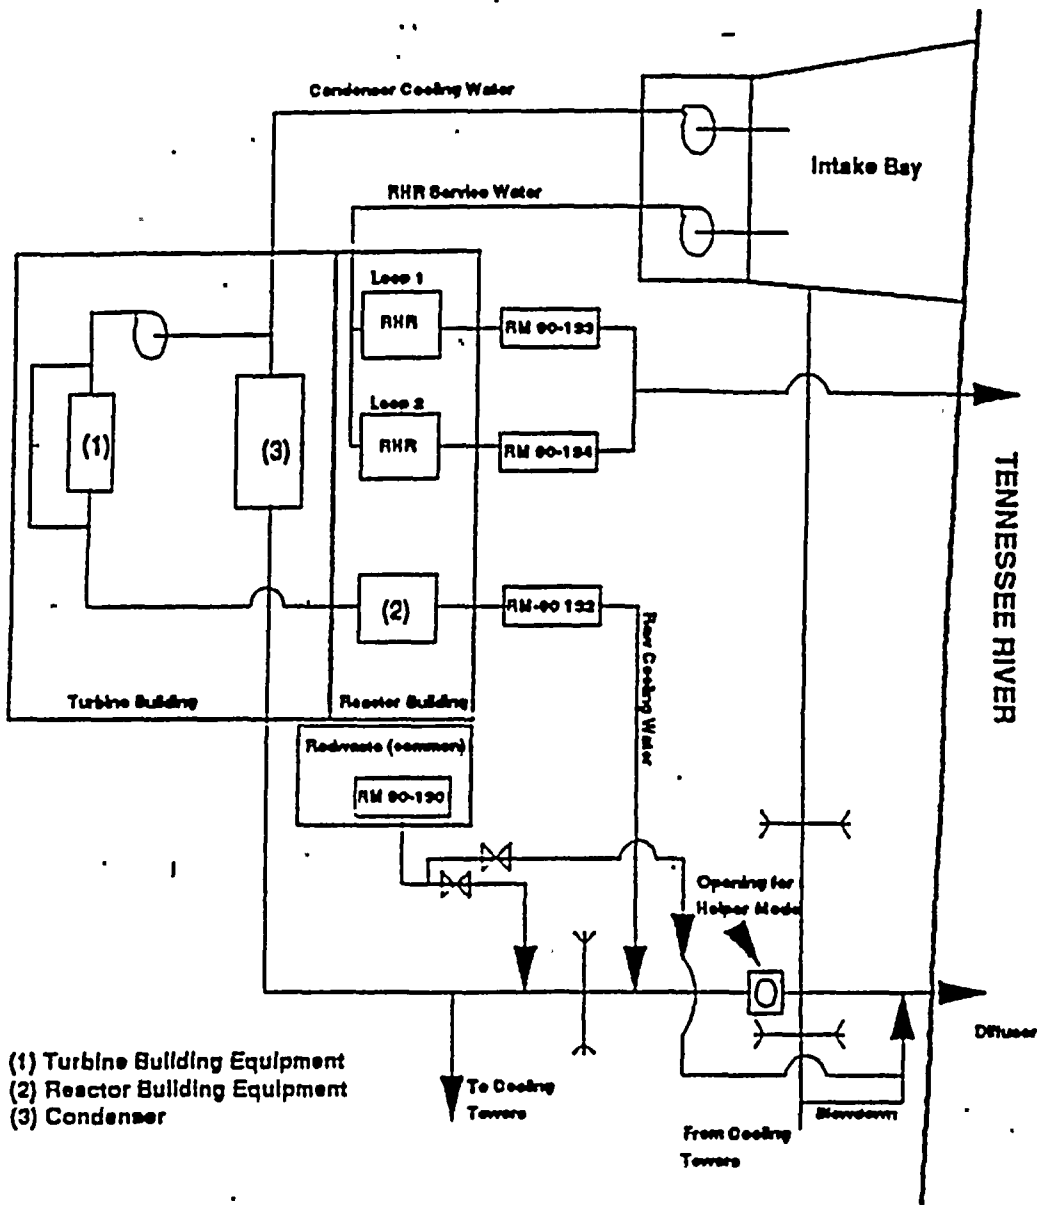 Condenser Cooling Water
Intake Bay
RHR Service Water
Loop 1
RHR
RM 90-133
Loop 2
RHR
RM 90-134
(1)
(3)
TENNESSEE RIVER
(2)
RM-90 132
Raw Cooling Water
Turbine Building
Reactor Building
Radwaste (common)
RM 90-130
Opening for
Helper Mode
Diffuser
(1) Turbine Building Equipment
(2) Reactor Building Equipment
(3) Condenser
To Cooling
Towers
Blowdown
From Cooling
Towers